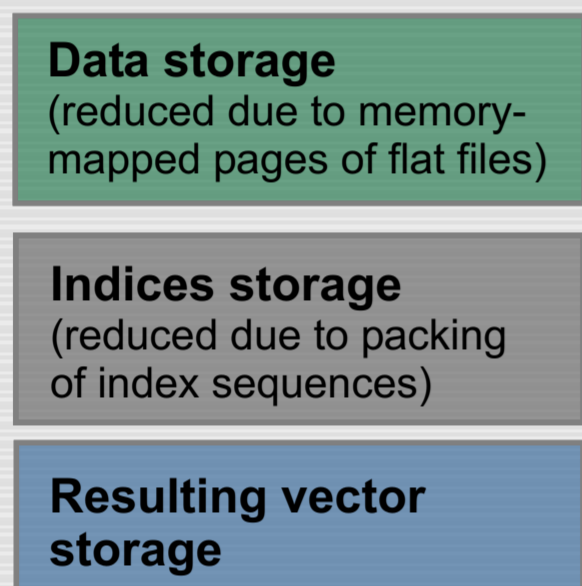 Data storage
(reduced due to memory-
mapped pages of flat files)
Indices storage
(reduced due to packing
of index sequences)
Resulting vector
storage